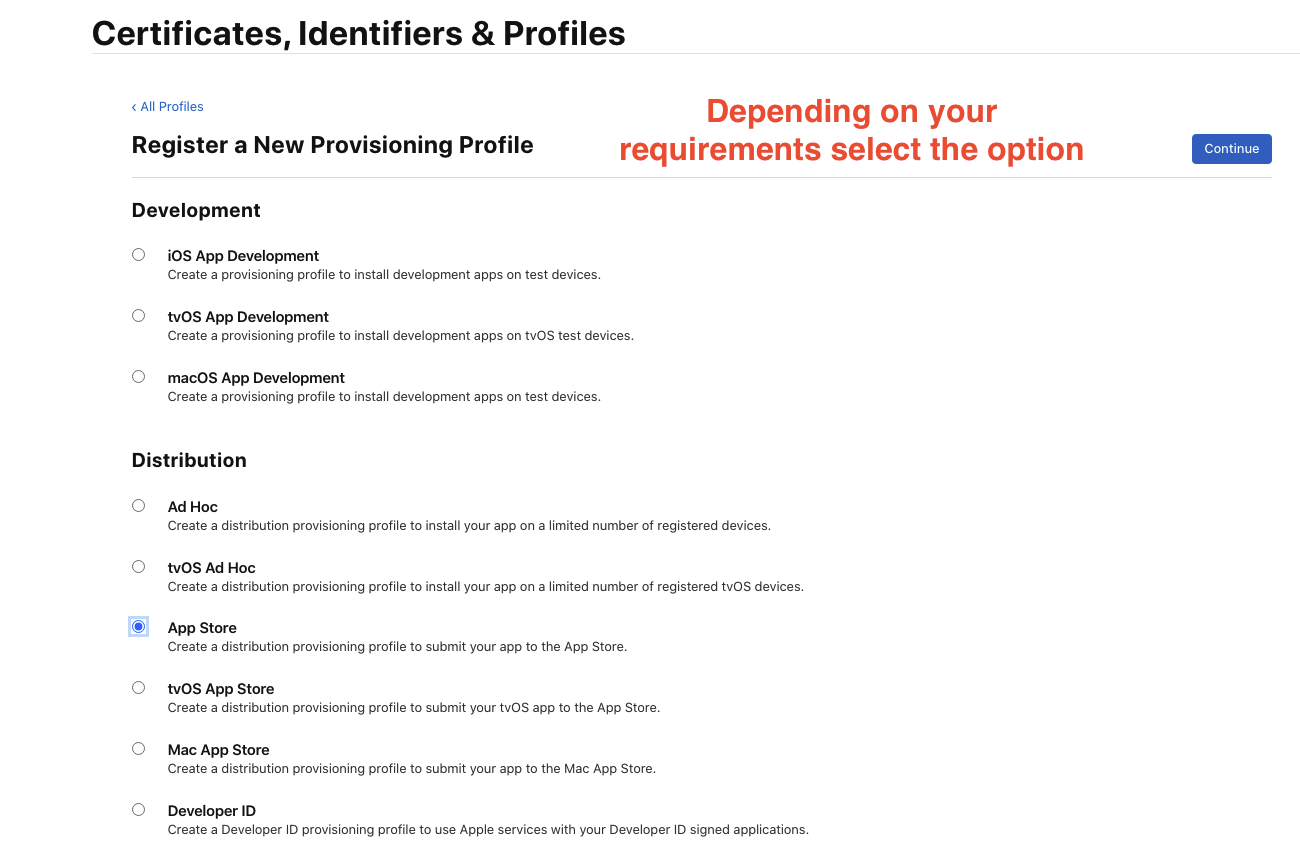 Certificates, Identifiers & Profiles
‹ All Profiles
Depending on your
requirements select the option
Register a New Provisioning Profile
Continue
Development
iOS App Development
Create a provisioning profile to install development apps on test devices.
tvOS App Development
Create a provisioning profile to install development apps on tvOS test devices.
macOS App Development
Create a provisioning profile to install development apps on test devices.
Distribution
Ad Hoc
Create a distribution provisioning profile to install your app on a limited number of registered devices.
tvOS Ad Hoc
Create a distribution provisioning profile to install your app on a limited number of registered tvOS devices.
App Store
Create a distribution provisioning profile to submit your app to the App Store.
tvOS App Store
Create a distribution provisioning profile to submit your tvOS app to the App Store.
Mac App Store
Create a distribution provisioning profile to submit your app to the Mac App Store.
Developer ID
Create a Developer ID provisioning profile to use Apple services with your Developer ID signed applications.